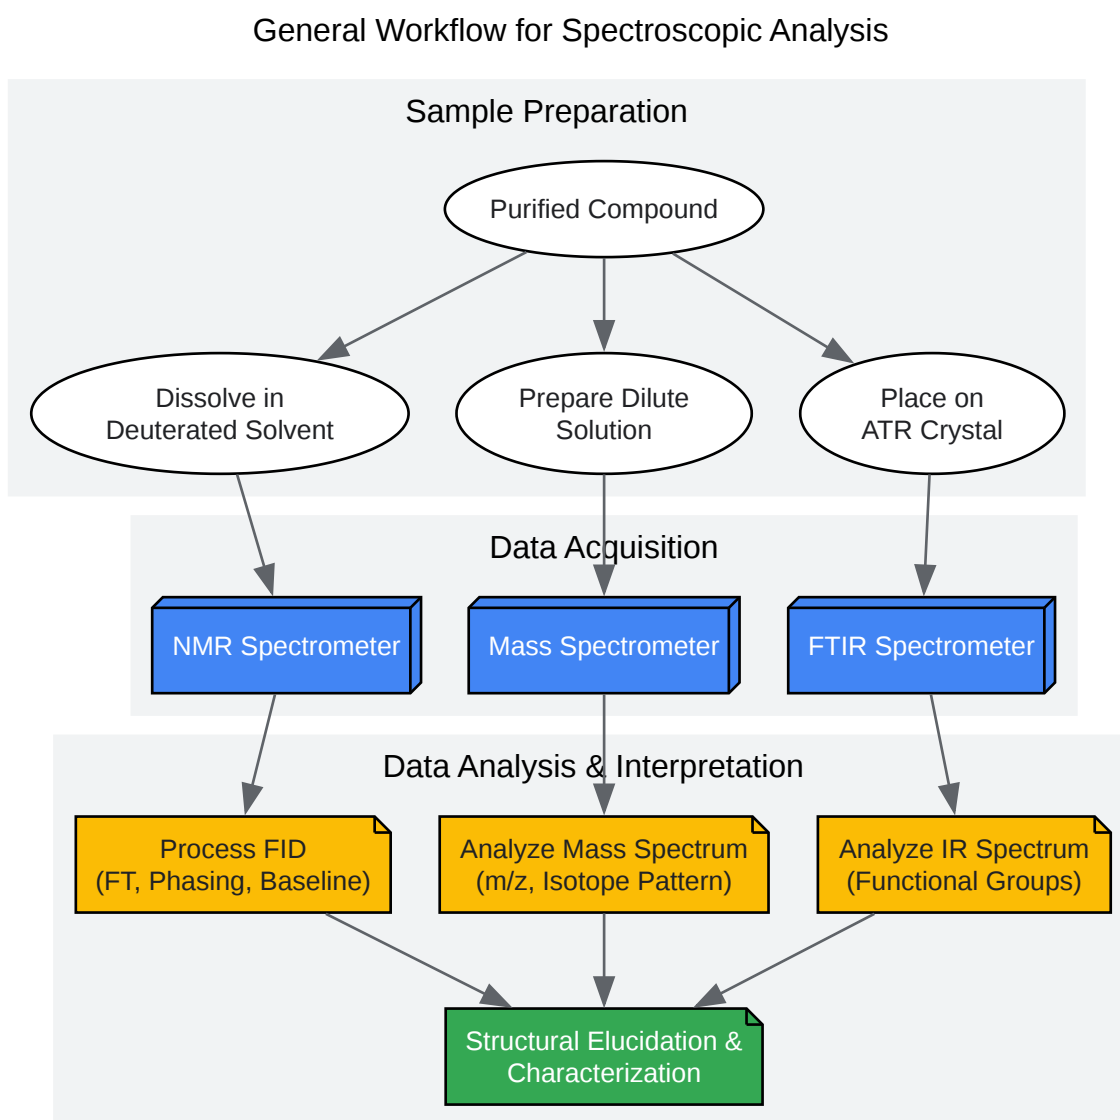 General Workflow for Spectroscopic Analysis
Sample Preparation
Purified Compound
Dissolve in
Deuterated Solvent
Prepare Dilute
Solution
Place on
ATR Crystal
Data Acquisition
NMR Spectrometer
Mass Spectrometer
FTIR Spectrometer
Data Analysis & Interpretation
Process FID
(FT, Phasing, Baseline)
Analyze Mass Spectrum
(m/z, Isotope Pattern)
Analyze IR Spectrum
(Functional Groups)
Structural Elucidation &
Characterization